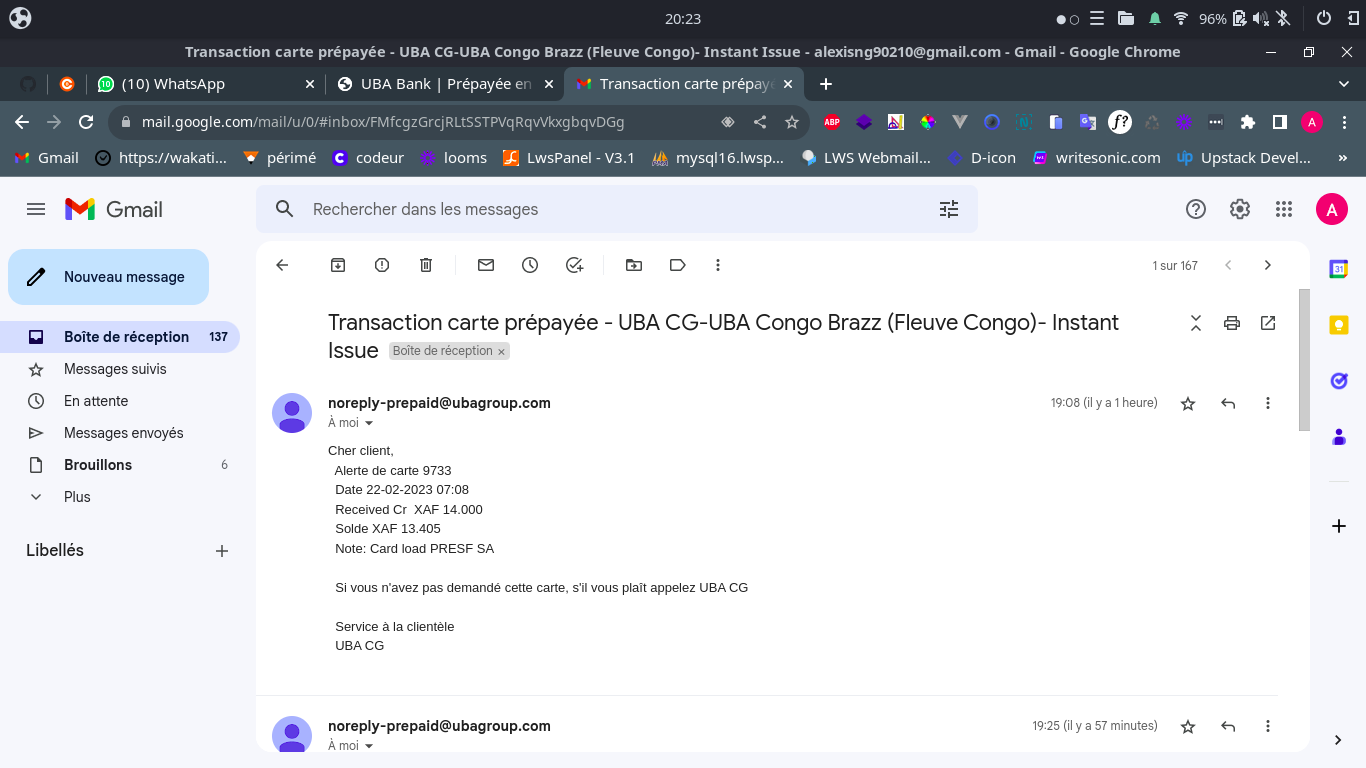 20:23
96%
Transaction carte prépayée - UBA CG-UBA Congo Brazz (Fleuve Congo)- Instant Issue - alexisng90210@gmail.com - Gmail - Google Chrome
(10) WhatsApp
UBA Bank | Prépayée en
Transaction carte prépayé
mail.google.com/mail/u/0/#inbox/FMfcgzGrcjRLtSSTPVqRqvVkxgbqvDGg
ABP
f?
A
Gmail
https://wakati...
périmé
codeur
looms
LwsPanel - V3.1
mysql16.lwsp...
LWS Webmail...
D-icon
writesonic.com
Upstack Devel...
»
Gmail
Rechercher dans les messages
A
Nouveau message
1 sur 167
31
Boîte de réception 137
Messages suivis
En attente
Messages envoyés
Brouillons 6
Plus
Libellés
Transaction carte prépayée - UBA CG-UBA Congo Brazz (Fleuve Congo)- Instant
Issue Boîte de réception ×
noreply-prepaid@ubagroup.com 19:08 (il y a 1 heure)
À moi
Cher client,
Alerte de carte 9733
Date 22-02-2023 07:08
Received Cr XAF 14.000
Solde XAF 13.405
Note: Card load PRESF SA
Si vous n'avez pas demandé cette carte, s'il vous plaît appelez UBA CG
Service à la clientèle
UBA CG
noreply-prepaid@ubagroup.com 19:25 (il y a 57 minutes)
À moi